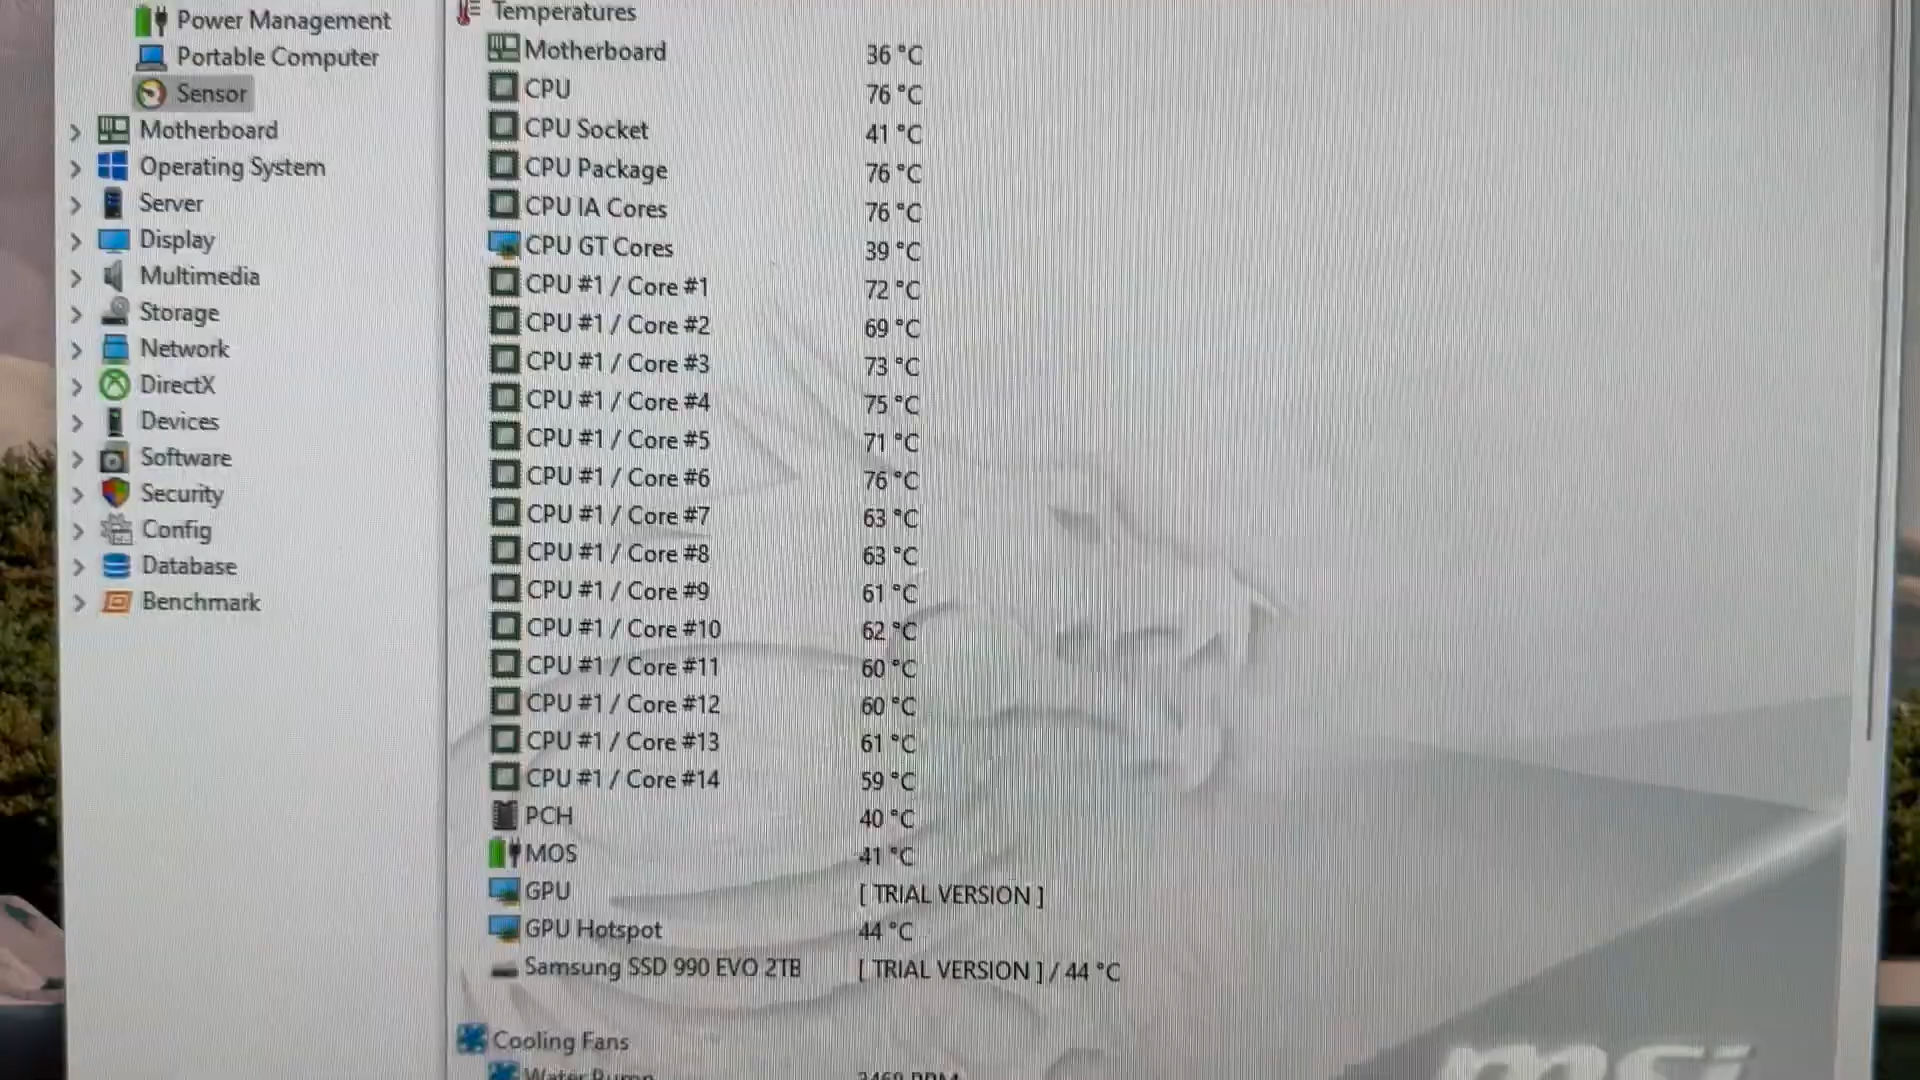 Power Management
Portable Computer
Sensor
Motherboard
Operating System
Server
Display
Multimedia
Storage
Network
DirectX
Devices
Software
Security
Config
Database
Benchmark
Temperatures
Motherboard 36 °C
CPU 76 °C
CPU Socket 41 °C
CPU Package 76 °C
CPU IA Cores 76 °C
CPU GT Cores 39 °C
CPU #1 / Core #1 72 °C
CPU #1 / Core #2 69 °C
CPU #1 / Core #3 73 °C
CPU #1 / Core #4 75 °C
CPU #1 / Core #5 71 °C
CPU #1 / Core #6 76 °C
CPU #1 / Core #7 63 °C
CPU #1 / Core #8 63 °C
CPU #1 / Core #9 61 °C
CPU #1 / Core #10 62 °C
CPU #1 / Core #11 60 °C
CPU #1 / Core #12 60 °C
CPU #1 / Core #13 61 °C
CPU #1 / Core #14 59 °C
PCH 40 °C
MOS 41 °C
GPU [ TRIAL VERSION ]
GPU Hotspot 44 °C
Samsung SSD 990 EVO 2TB [ TRIAL VERSION ] / 44 °C
Cooling Fans
Water Pump
msi